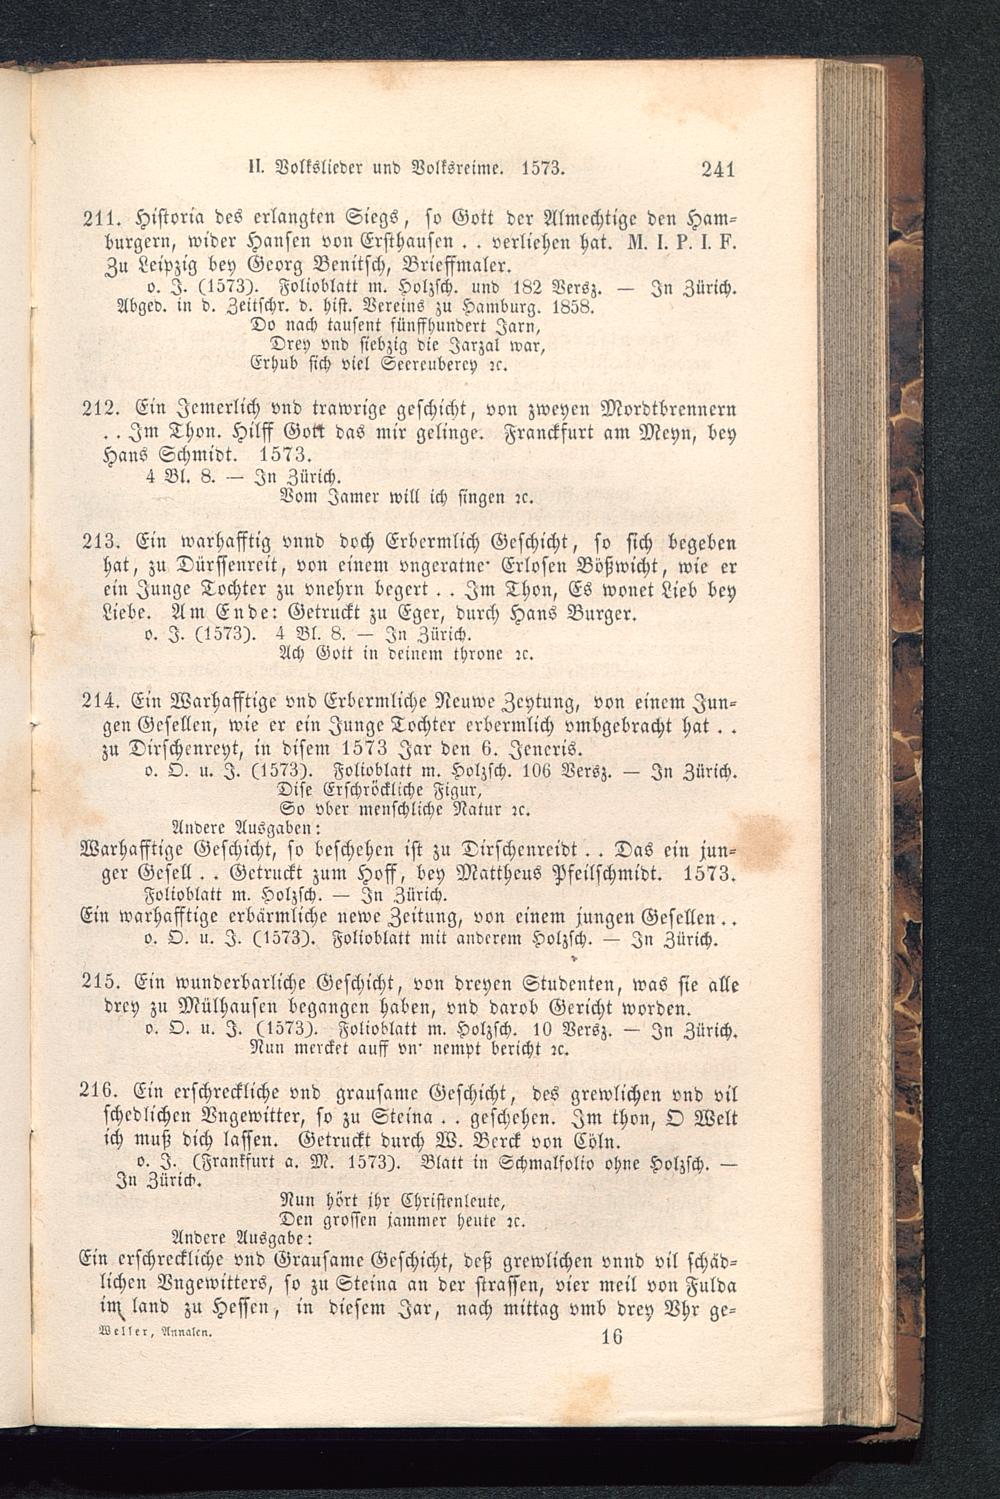 II. Volkslieder und Volksreime. 1573. 241
211. Historia des erlangten Siegs, so Gott der Almechtige den Ham-
burgern, wider Hansen von Ersthausen . . verliehen hat. M. I. P. I. F.
Zu Leipzig bey Georg Benitsch, Brieffmaler.
o. J. (1573). Folioblatt m. Holzsch. und 182 Versz. — In Zürich.
Abged. in d. Zeitschr. d. hist. Vereins zu Hamburg. 1858.
Do nach tausent fünffhundert Jarn,
Drey vnd siebzig die Jarzal war,
Erhub sich viel Seereuberey ꝛc.
212. Ein Jemerlich vnd trawrige geschicht, von zweyen Mordtbrennern
. . Im Thon. Hilff Gott das mir gelinge. Franckfurt am Meyn, bey
Hans Schmidt. 1573.
4 Bl. 8. — In Zürich.
Vom Jamer will ich singen ꝛc.
213. Ein warhafftig vnnd doch Erbermlich Geschicht, so sich begeben
hat, zu Dürssenreit, von einem vngeratne' Erlosen Bößwicht, wie er
ein Junge Tochter zu vnehrn begert . . Im Thon, Es wonet Lieb bey
Liebe. Am Ende: Getruckt zu Eger, durch Hans Burger.
o. J. (1573). 4 Bl. 8. — In Zürich.
Ach Gott in deinem throne ꝛc.
214. Ein Warhafftige vnd Erbermliche Neuwe Zeytung, von einem Jun-
gen Gesellen, wie er ein Junge Tochter erbermlich vmbgebracht hat . .
zu Dirschenreyt, in disem 1573 Jar den 6. Jeneris.
o. O. u. J. (1573). Folioblatt m. Holzsch. 106 Versz. — In Zürich.
Dise Erschröckliche Figur,
So vber menschliche Natur ꝛc.
Andere Ausgaben:
Warhafftige Geschicht, so beschehen ist zu Dirschenreidt . . Das ein jun-
ger Gesell . . Getruckt zum Hoff, bey Mattheus Pfeilschmidt. 1573.
Folioblatt m. Holzsch. — In Zürich.
Ein warhafftige erbärmliche newe Zeitung, von einem jungen Gesellen . .
o. O. u. J. (1573). Folioblatt mit anderem Holzsch. — In Zürich.
215. Ein wunderbarliche Geschicht, von dreyen Studenten, was sie alle
drey zu Mülhausen begangen haben, vnd darob Gericht worden.
o. O. u. J. (1573). Folioblatt m. Holzsch. 10 Versz. — In Zürich.
Nun mercket auff vn' nempt bericht ꝛc.
216. Ein erschreckliche vnd grausame Geschicht, des grewlichen vnd vil
schedlichen Vngewitter, so zu Steina . . geschehen. Im thon, O Welt
ich muß dich lassen. Getruckt durch W. Berck von Cöln.
o. J. (Frankfurt a. M. 1573). Blatt in Schmalfolio ohne Holzsch. —
In Zürich.
Nun hört jhr Christenleute,
Den grossen jammer heute ꝛc.
Andere Ausgabe:
Ein erschreckliche vnd Grausame Geschicht, deß grewlichen vnnd vil schäd-
lichen Vngewitters, so zu Steina an der strassen, vier meil von Fulda
im land zu Hessen, in diesem Jar, nach mittag vmb drey Vhr ge-
Weller, Annalen. 16